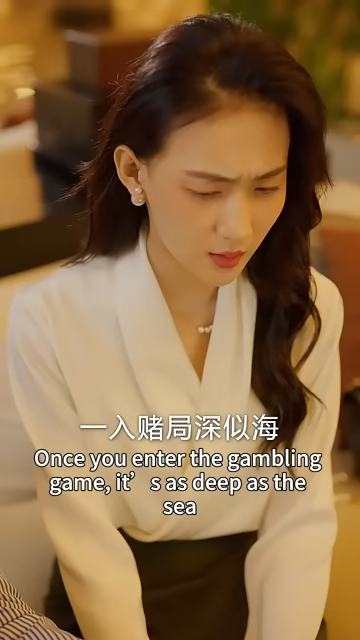 一入赌局深似海
Once you enter the gambling
game, it’s as deep as the
sea